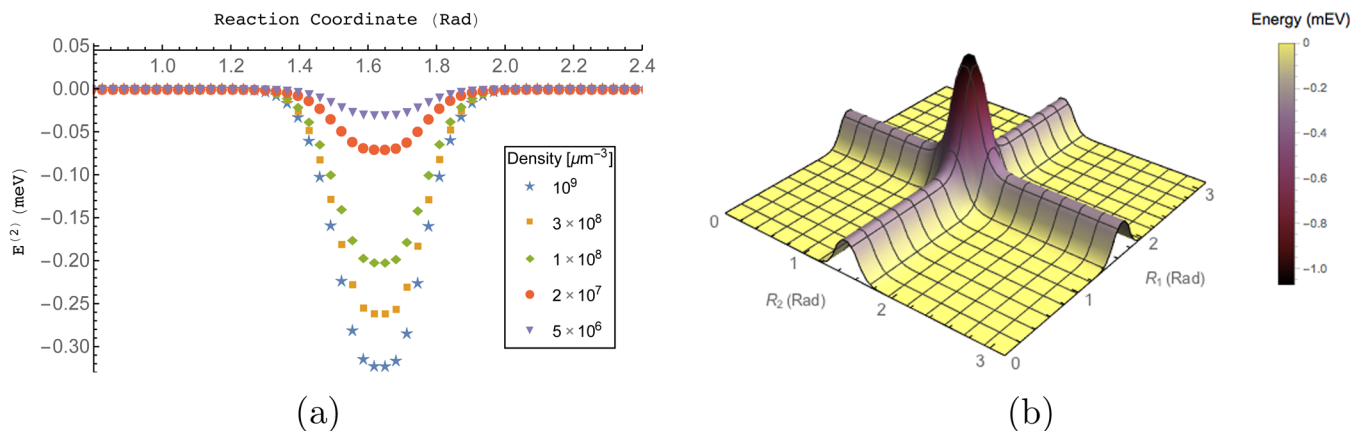 Reaction Coordinate (Rad)
1.0 1.4 1.6 1.8 2.0 2.2 2.4
0.05
0.00
−0.05
−0.10
−0.15
−0.20
−0.25
−0.30
E⁽²⁾ (meV)
Density [μm⁻³]
10⁹
3 × 10⁸
1 × 10⁸
2 × 10⁷
5 × 10⁶
(a)
Energy (mEV)
0
−0.2
−0.4
−0.6
−0.8
−1.0
0
1
2
3
R₂ (Rad)
0
1
2
3
R₁ (Rad)
(b)